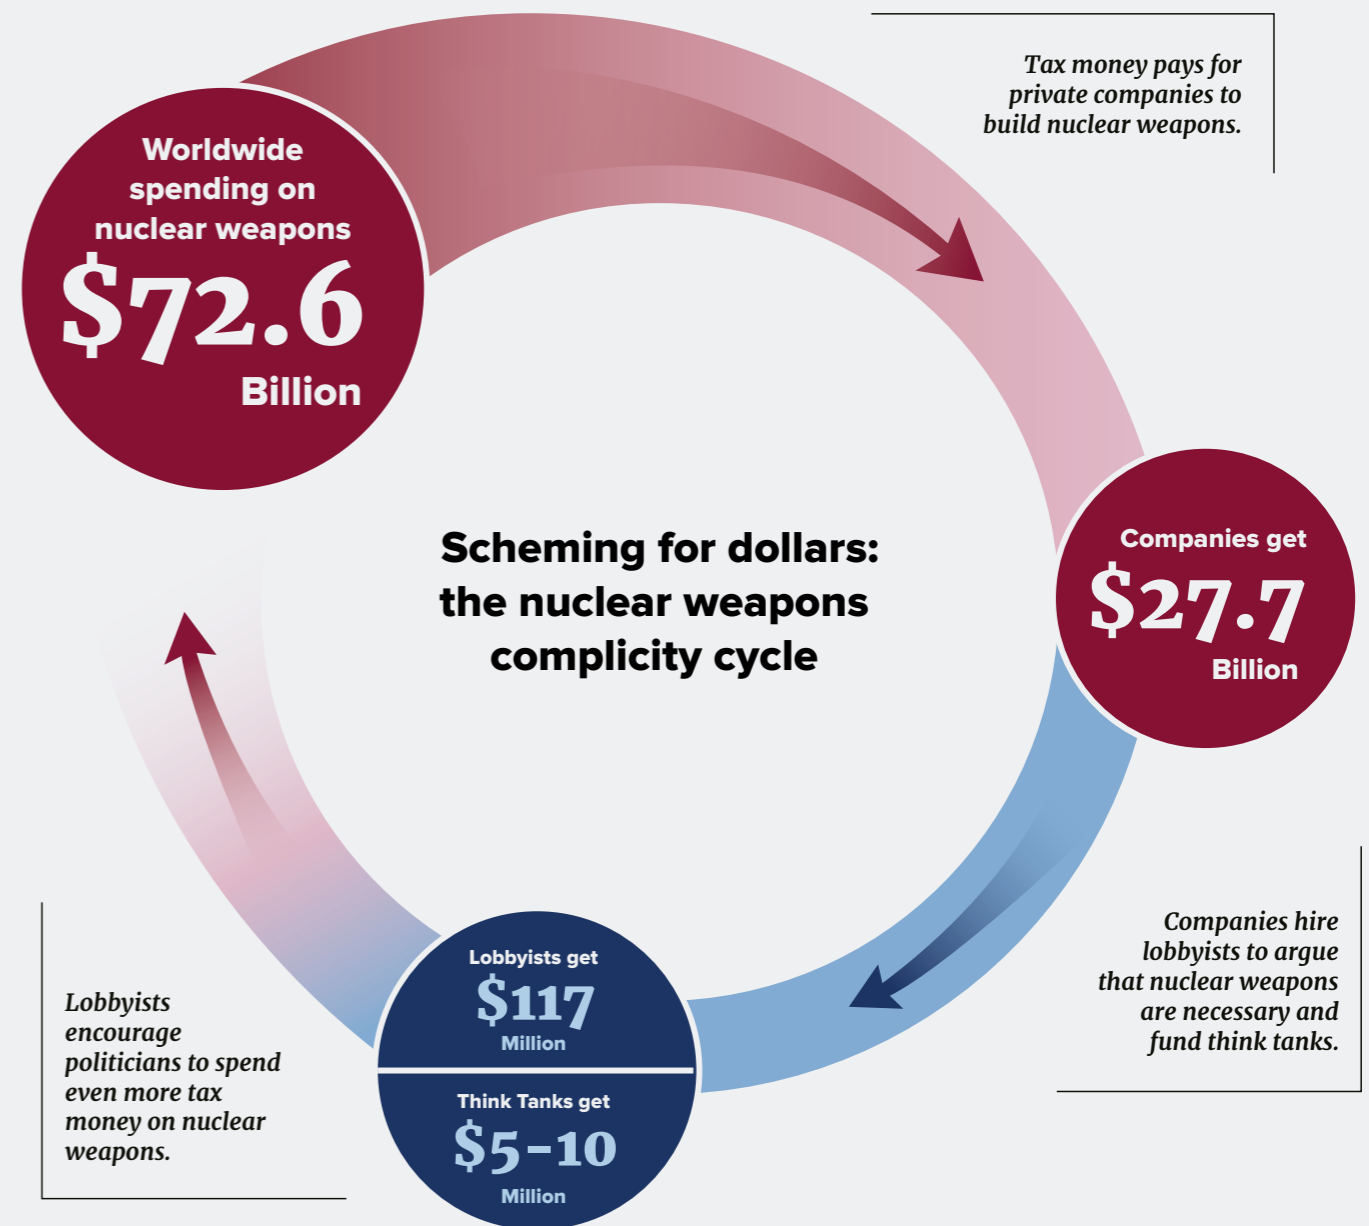 Tax money pays for
private companies to
build nuclear weapons.
Worldwide
spending on
nuclear weapons
$72.6
Billion
Scheming for dollars:
the nuclear weapons
complicity cycle
Companies get
$27.7
Billion
Companies hire
lobbyists to argue
that nuclear weapons
are necessary and
fund think tanks.
Lobbyists get
$117
Million
Think Tanks get
$5-10
Million
Lobbyists
encourage
politicians to spend
even more tax
money on nuclear
weapons.